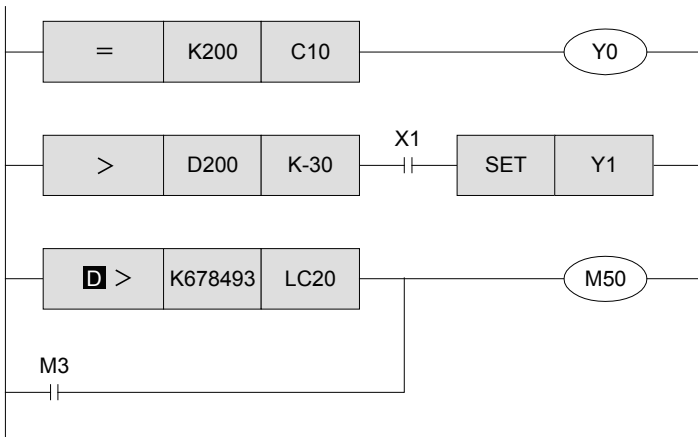 = K200 C10 Y0
X1
> D200 K-30 SET Y1
D > K678493 LC20 M50
M3